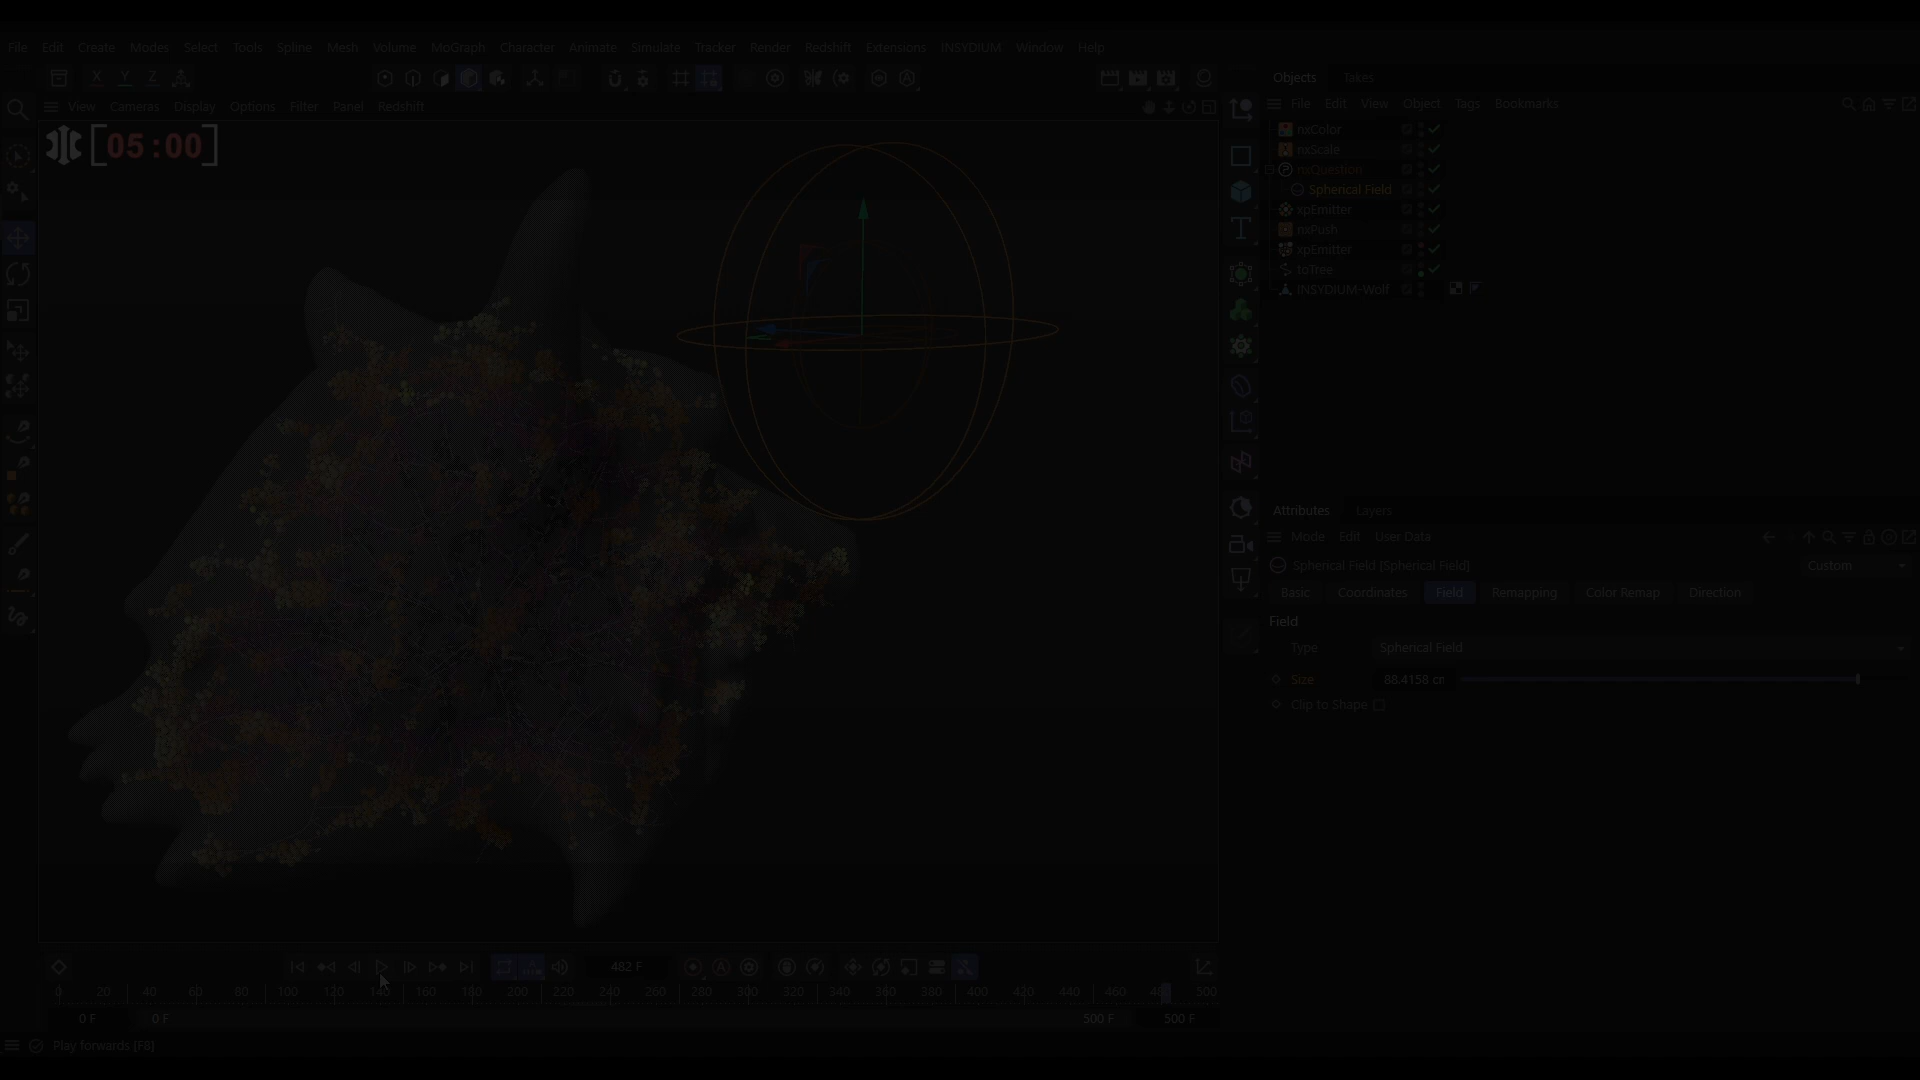 File Edit Create Modes Select Tools Spline Mesh Volume MoGraph Character Animate Simulate Tracker Render Redshift Extensions INSYDIUM Window Help
X Y Z
Objects Takes
View Cameras Display Options Filter Panel Redshift
File Edit View Object Tags Bookmarks
[05:00]
nxColor
nxScale
nxQuestion
Spherical Field
xpEmitter
nxPush
xpEmitter
foTree
INSYDIUM-Wolf
Attributes Layers
Mode Edit User Data
Spherical Field [Spherical Field]
Custom
Basic Coordinates Field Remapping Color Remap Direction
Field
Type Spherical Field
Size 88.4158 cm
Clip to Shape
482 F
0 20 40 60 80 100 120 140 160 180 200 220 240 260 280 300 320 340 360 380 400 420 440 460 500
0 F 0 F 500 F 500 F
Play forwards [F8]